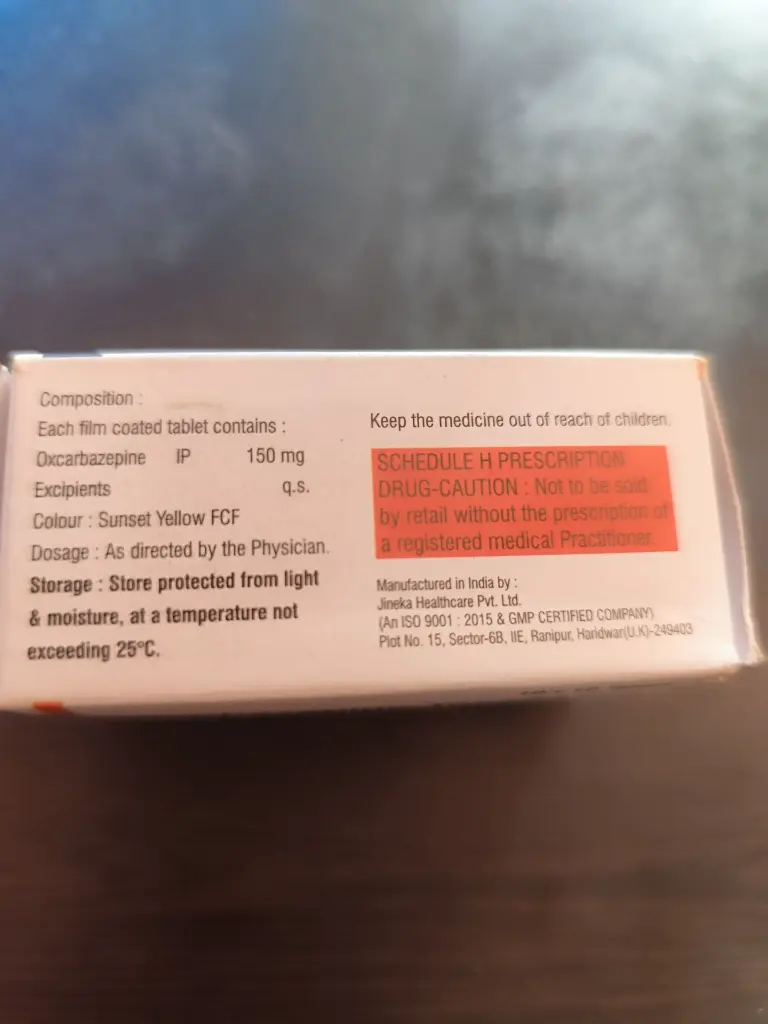 Composition :
Each film coated tablet contains :
Oxcarbazepine IP 150 mg
Excipients q.s.
Colour : Sunset Yellow FCF
Dosage : As directed by the Physician.
Storage : Store protected from light
& moisture, at a temperature not
exceeding 25°C.
Keep the medicine out of reach of children.
SCHEDULE H PRESCRIPTION
DRUG-CAUTION : Not to be sold
by retail without the prescription of
a registered medical Practitioner.
Manufactured in India by :
Jineka Healthcare Pvt. Ltd.
(An ISO 9001 : 2015 & GMP CERTIFIED COMPANY)
Plot No. 15, Sector-6B, IIE, Ranipur, Haridwar(U.K)-249403